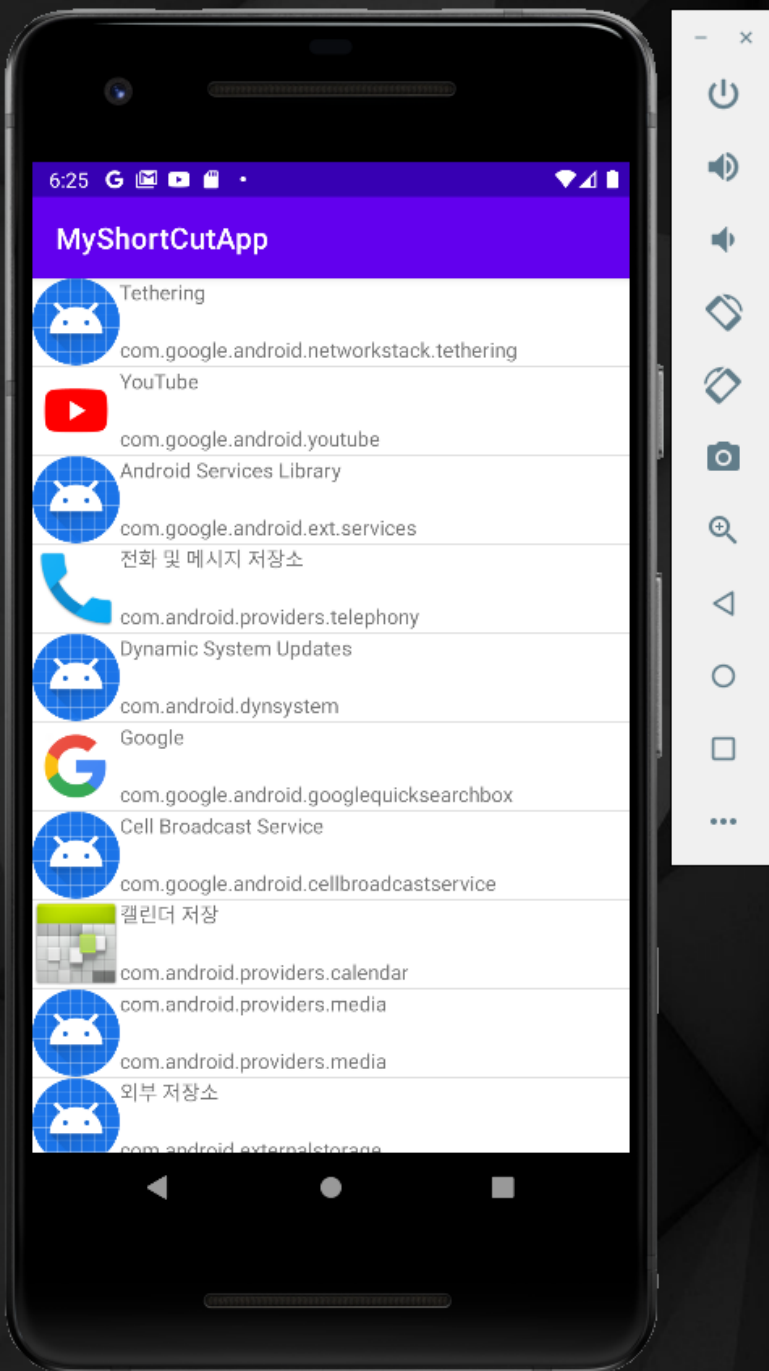 6:25
MyShortCutApp
Tethering
com.google.android.networkstack.tethering
YouTube
com.google.android.youtube
Android Services Library
com.google.android.ext.services
전화 및 메시지 저장소
com.android.providers.telephony
Dynamic System Updates
com.android.dynsystem
Google
com.google.android.googlequicksearchbox
Cell Broadcast Service
com.google.android.cellbroadcastservice
캘린더 저장
com.android.providers.calendar
com.android.providers.media
com.android.providers.media
외부 저장소
com.android.externalstorage